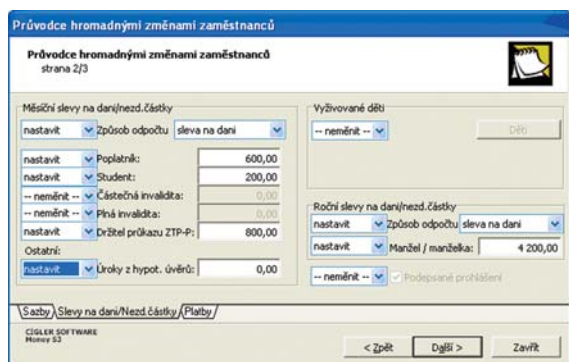 Průvodce hromadnými změnami zaměstnanců
Průvodce hromadnými změnami zaměstnanců
strana 2/3
Měsíční slevy na dani/nezd.částky
nastavit Způsob odpočtu sleva na dani
nastavit Poplatník: 600,00
nastavit Student: 200,00
-- neměnit -- Částečná invalidita: 0,00
-- neměnit -- Plná invalidita: 0,00
nastavit Držitel průkazu ZTP-P: 800,00
Ostatní:
nastavit Úroky z hypot. úvěrů: 0,00
Vyživované děti
-- neměnit -- Děti
Roční slevy na dani/nezd.částky
nastavit Způsob odpočtu sleva na dani
nastavit Manžel / manželka: 4 200,00
-- neměnit -- Podepsané prohlášení
Sazby Slevy na dani/Nezd.částky Platby
CÍGLER SOFTWARE
Money S3
< Zpět Další > Zavřít